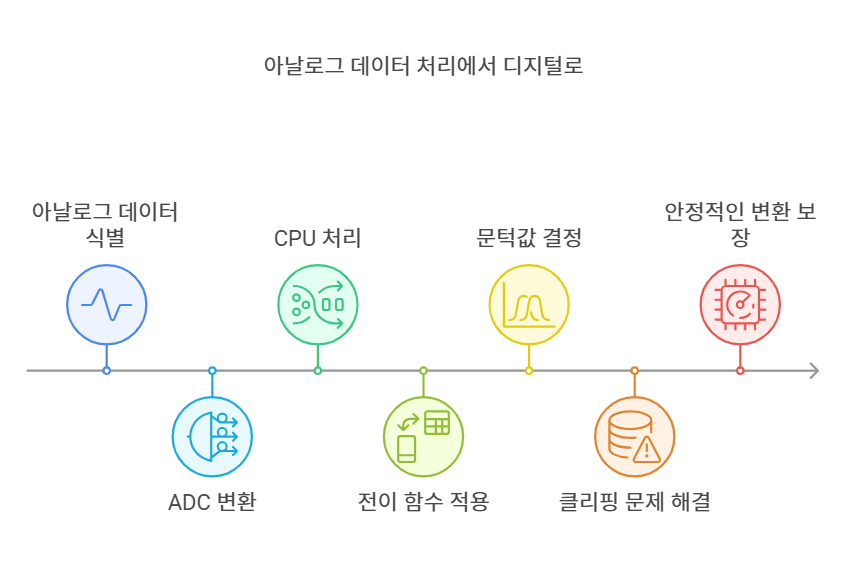 아날로그 데이터 처리에서 디지털로
아날로그 데이터
식별
CPU 처리
문턱값 결정
안정적인 변환 보
장
ADC 변환
전이 함수 적용
클리핑 문제 해결